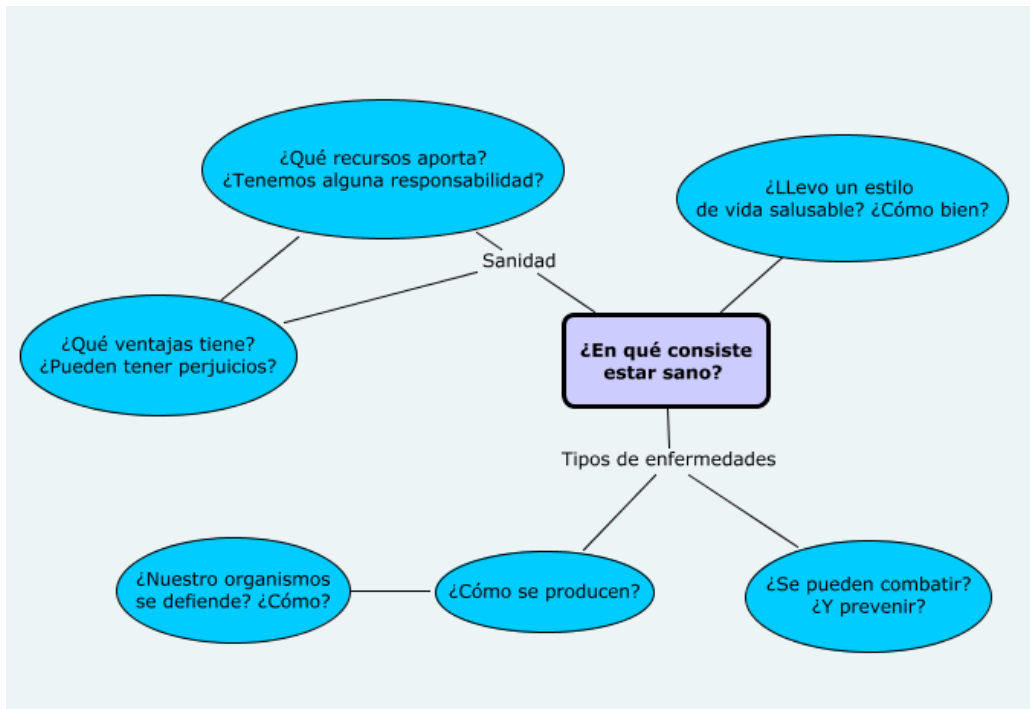 ¿Qué recursos aporta?
¿Tenemos alguna responsabilidad?
¿LLevo un estilo
de vida salusable? ¿Cómo bien?
Sanidad
¿Qué ventajas tiene?
¿Pueden tener perjuicios?
¿En qué consiste
estar sano?
Tipos de enfermedades
¿Nuestro organismos
se defiende? ¿Cómo?
¿Cómo se producen?
¿Se pueden combatir?
¿Y prevenir?